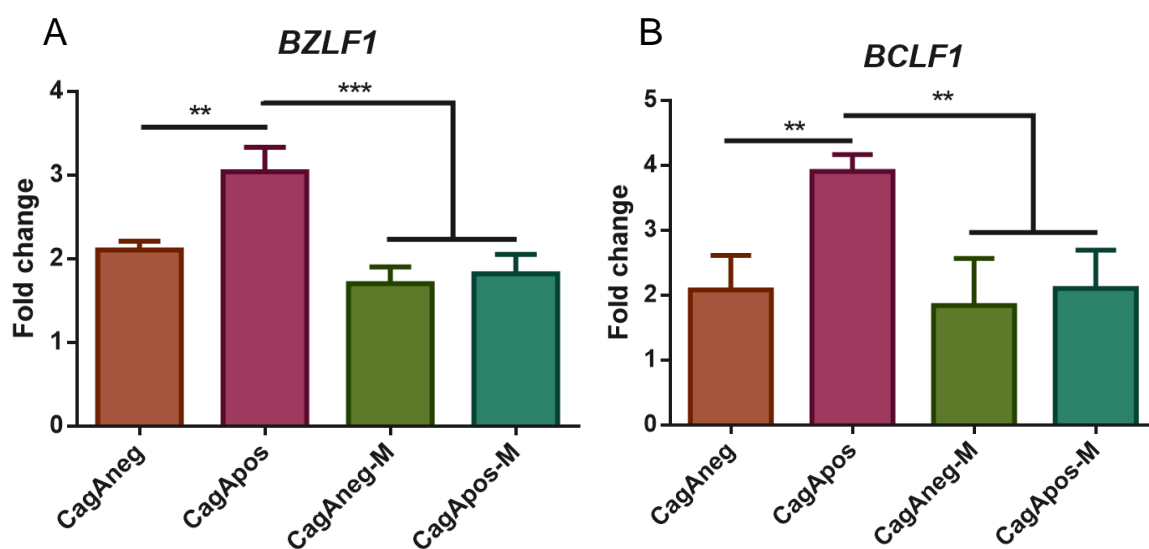 A
BZLF1
Fold change
4
3
2
1
0
**
***
CagAneg
CagApos
CagAneg-M
CagApos-M
B
BCLF1
Fold change
5
4
3
2
1
0
**
**
CagAneg
CagApos
CagAneg-M
CagApos-M